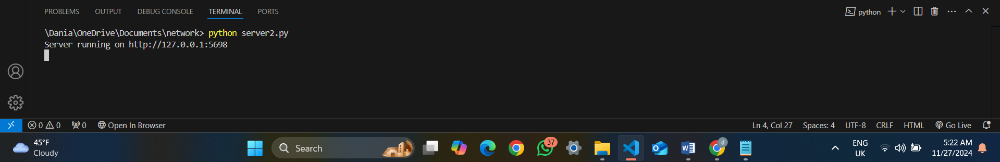 PROBLEMS OUTPUT DEBUG CONSOLE TERMINAL PORTS
python
\Dania\OneDrive\Documents\network> python server2.py
Server running on http://127.0.0.1:5698
0 0 0 Open In Browser
Ln 4, Col 27 Spaces: 4 UTF-8 CRLF HTML Go Live
45°F
Cloudy
Search
37
d
ENG
UK
5:22 AM
11/27/2024